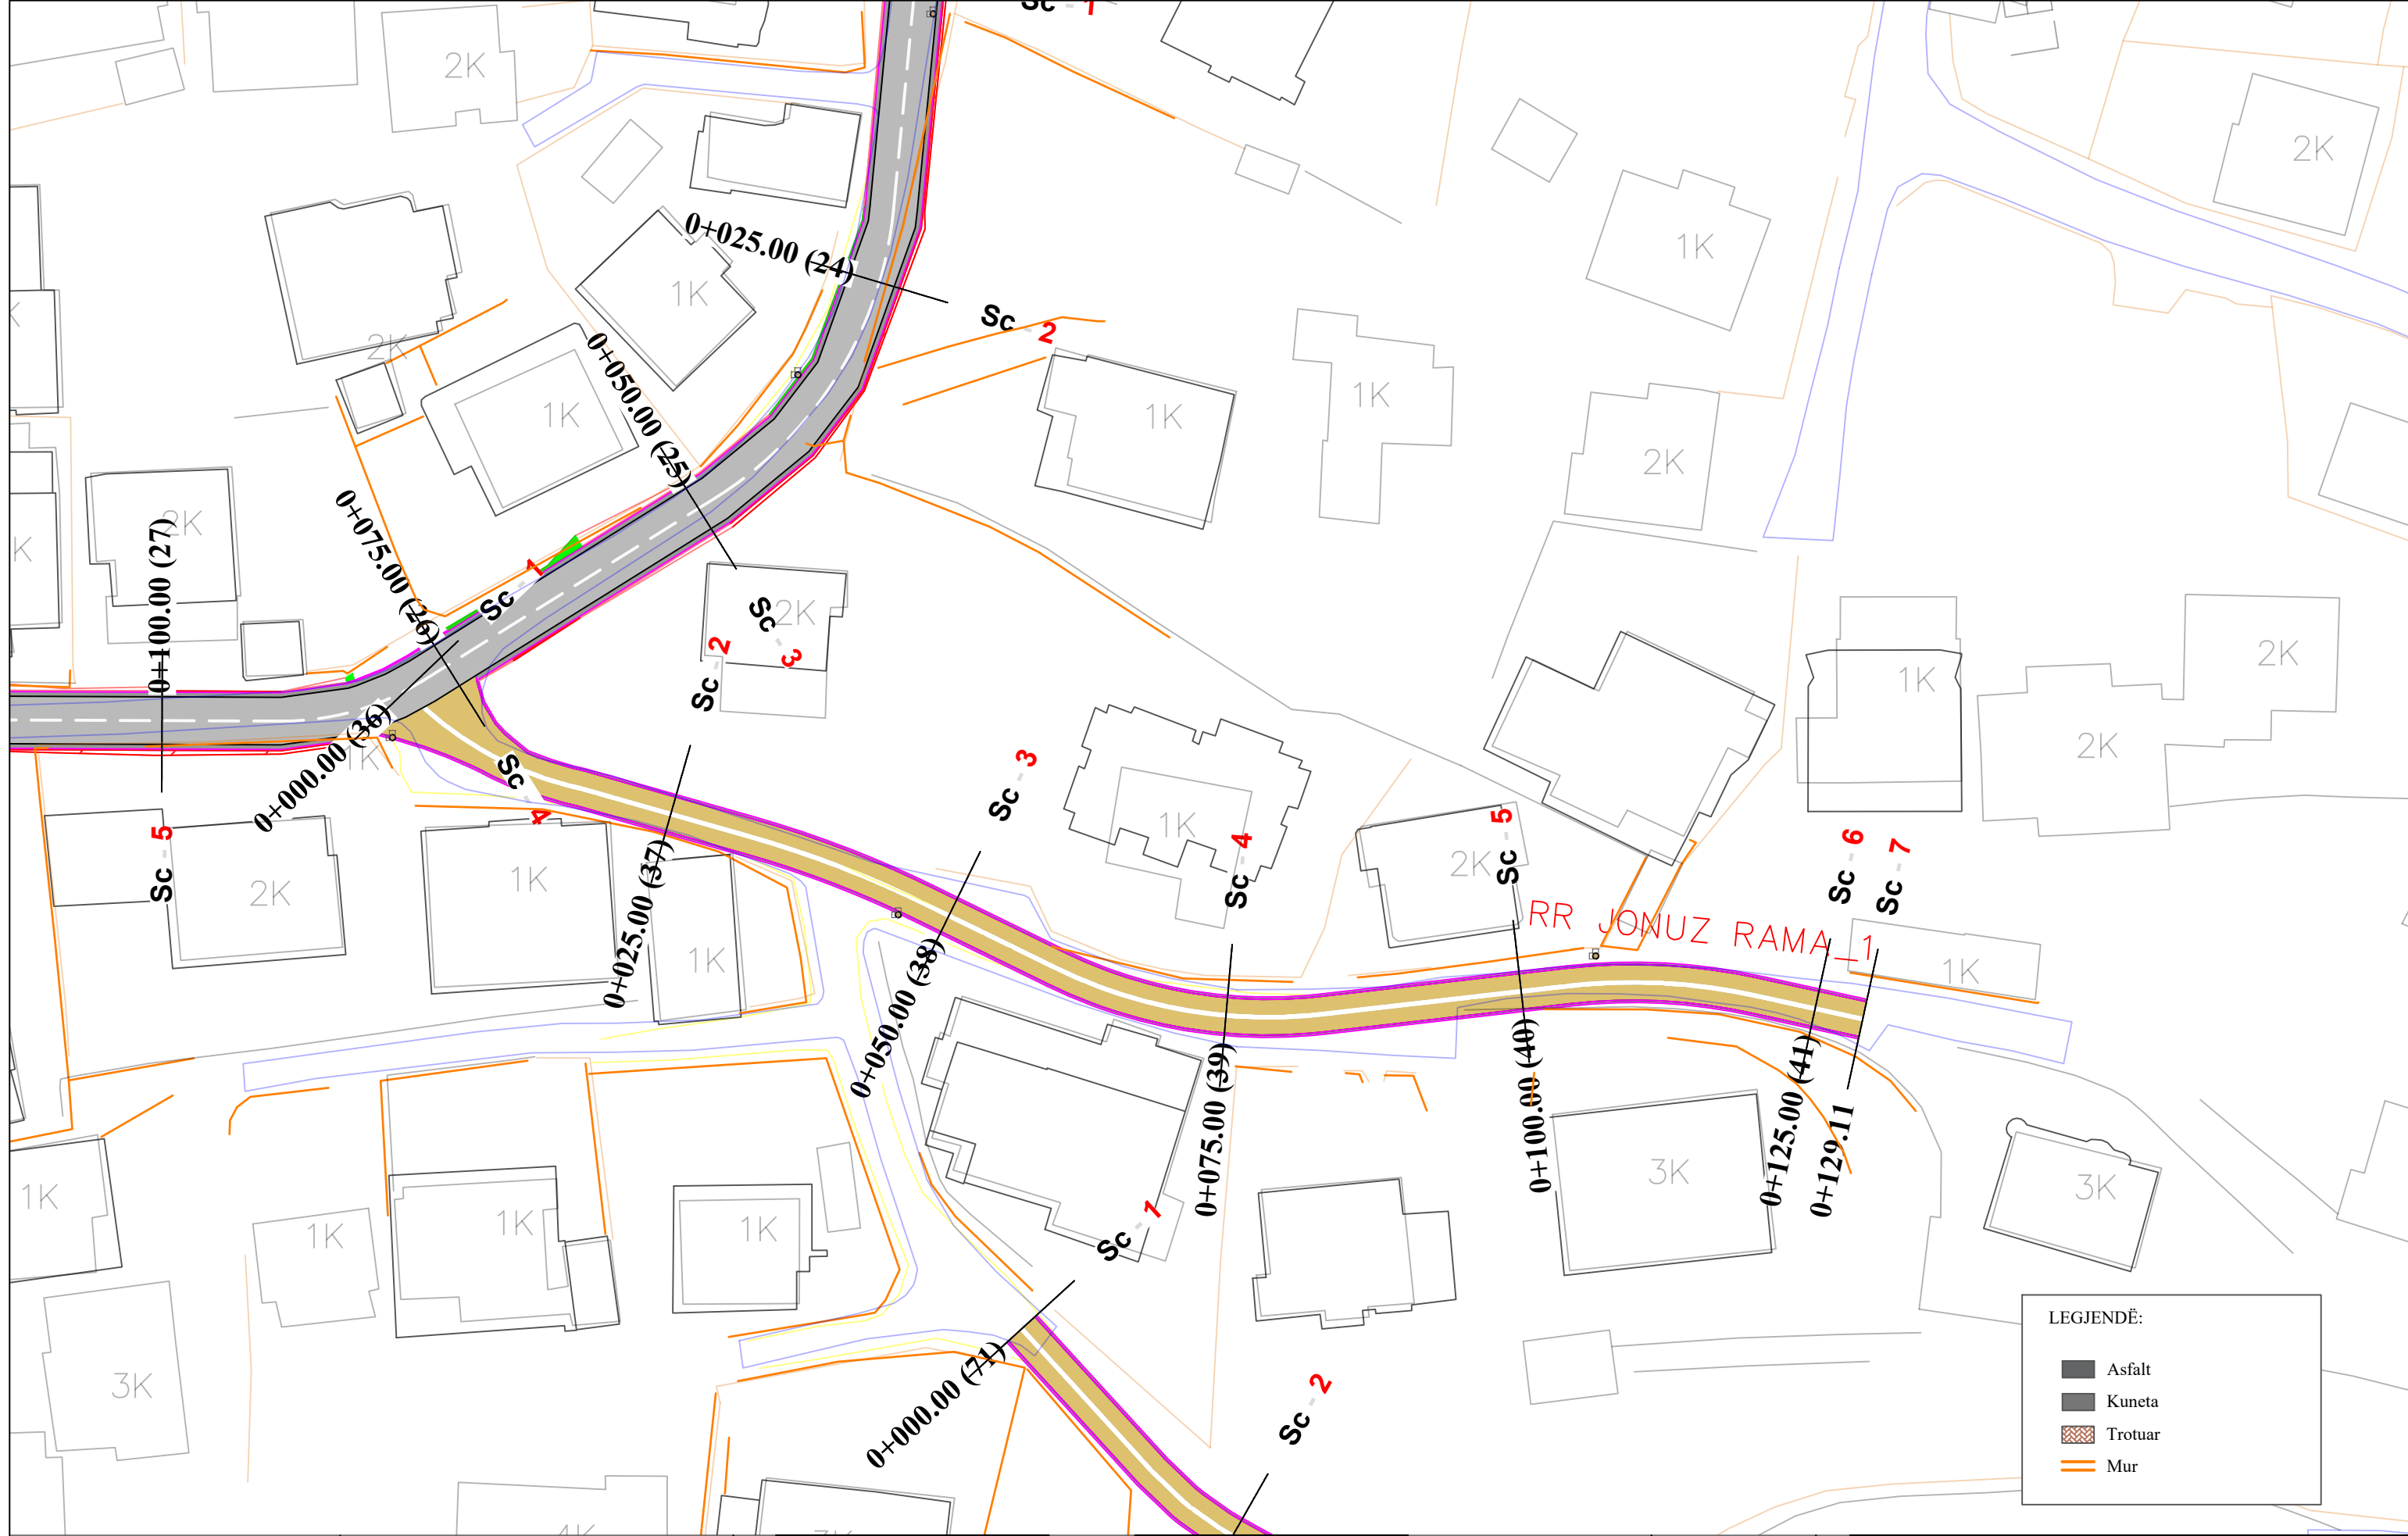 Sc - 1
2K
2K
0+025.00 (24)
1K
1K
Sc - 2
0+050.00 (25)
2K
1K
1K
1K
2K
2K
0+075.00 (26)
0+100.00 (27)
Sc - 1
2K
Sc - 3
Sc - 2
1K
2K
2K
0+000.00 (36)
1K
Sc - 4
Sc - 3
1K
Sc - 4
Sc - 5
2K
Sc - 6
Sc - 7
Sc - 5
2K
1K
0+025.00 (37)
1K
RR JONUZ RAMA_1
1K
0+050.00 (38)
0+075.00 (39)
0+100.00 (40)
0+125.00 (41)
0+129.11
1K
1K
1K
1K
3K
3K
Sc - 1
3K
0+000.00 (71)
Sc - 2
LEGJENDË:
Asfalt
Kuneta
Trotuar
Mur